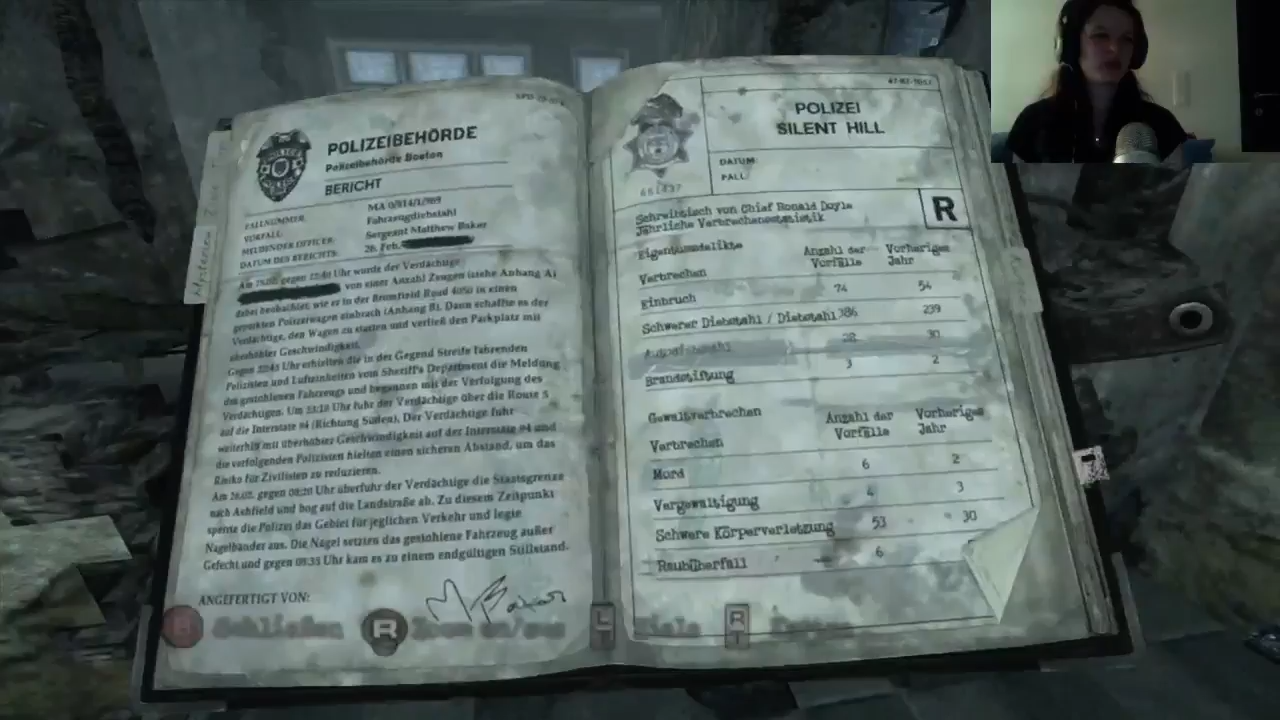 POLIZEIBEHÖRDE
Polizeibehörde Boston
BERICHT
FALLNUMMER: MA 0/814/1/989
VORFALL: Fahrzeugdiebstahl
MELDENDER OFFICER: Sergeant Matthew Baker
DATUM DES BERICHTS: 26. Feb.
Uhr wurde der Verdächtige
von einer Anzahl Zeugen (siehe Anhang A)
dabei beobachtet, wie er in der Bromfield Road 4050 in einen
geparkten Polizeiwagen einbrach (Anhang B). Dann schaffte es der
Verdächtige, den Wagen zu starten und verließ den Parkplatz mit
überhöhter Geschwindigkeit.
Gegen 22:45 Uhr erhielten die in der Gegend Streife fahrenden
Polizisten und Lufteinheiten vom Sheriff's Department die Meldung
des gestohlenen Fahrzeugs und begannen mit der Verfolgung des
Verdächtigen. Um 23:18 Uhr fuhr der Verdächtige über die Route 5
auf die Interstate 94 (Richtung Süden). Der Verdächtige fuhr
weiterhin mit überhöhter Geschwindigkeit auf der Interstate 94 und
die verfolgenden Polizisten hielten einen sicheren Abstand, um das
Risiko für Zivilisten zu reduzieren.
Am 26.02. gegen 08:20 Uhr überfuhr der Verdächtige die Staatsgrenze
nach Ashfield und bog auf die Landstraße ab. Zu diesem Zeitpunkt
sperrte die Polizei das Gebiet für jeglichen Verkehr und legte
Nagelbänder aus. Die Nägel setzten das gestohlene Fahrzeug außer
Gefecht und gegen 08:35 Uhr kam es zu einem endgültigen Stillstand.
ANGEFERTIGT VON: M Baker
POLIZEI
SILENT HILL
DATUM:
FALL:
651437
R
Schreibtisch von Chief Ronald Doyle
Jährliche Verbrechensstatistik
Eigentumsdelikte
Verbrechen Anzahl der Vorfälle Vorheriges Jahr
Einbruch 74 54
Schwerer Diebstahl / Diebstahl 386 239
Autodiebstahl 22 30
Brandstiftung 3 2
Gewaltverbrechen
Verbrechen Anzahl der Vorfälle Vorheriges Jahr
Mord 6 2
Vergewaltigung 4 3
Schwere Körperverletzung 53 30
Raubüberfall 6
B Schließen R Zoom LT RT